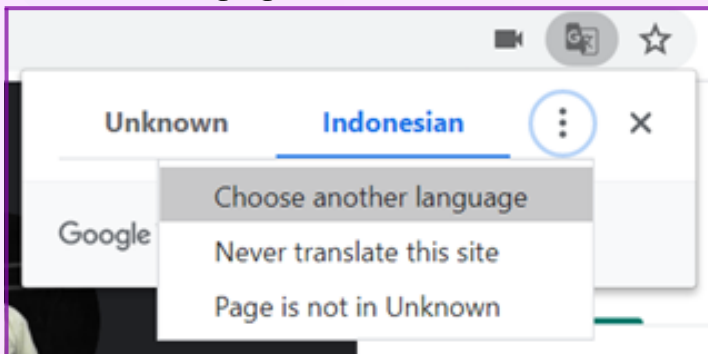 Unknown Indonesian
Choose another language
Google
Never translate this site
Page is not in Unknown